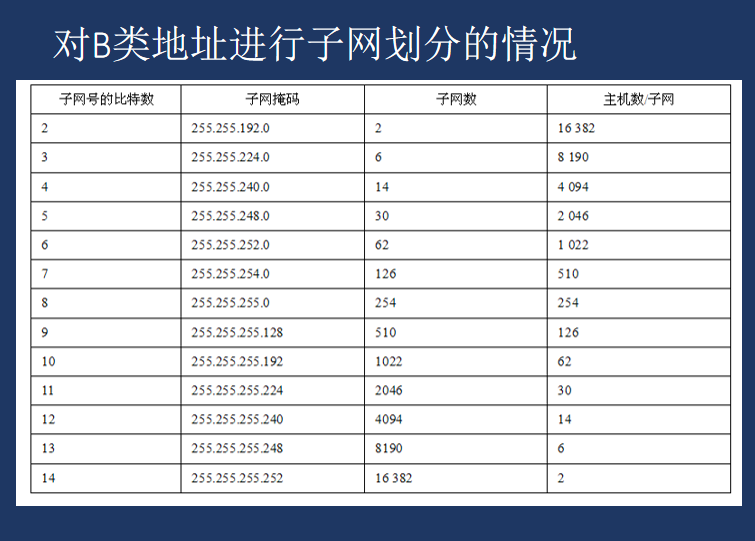 对B类地址进行子网划分的情况
子网号的比特数 子网掩码 子网数 主机数/子网
2 255.255.192.0 2 16 382
3 255.255.224.0 6 8 190
4 255.255.240.0 14 4 094
5 255.255.248.0 30 2 046
6 255.255.252.0 62 1 022
7 255.255.254.0 126 510
8 255.255.255.0 254 254
9 255.255.255.128 510 126
10 255.255.255.192 1022 62
11 255.255.255.224 2046 30
12 255.255.255.240 4094 14
13 255.255.255.248 8190 6
14 255.255.255.252 16 382 2